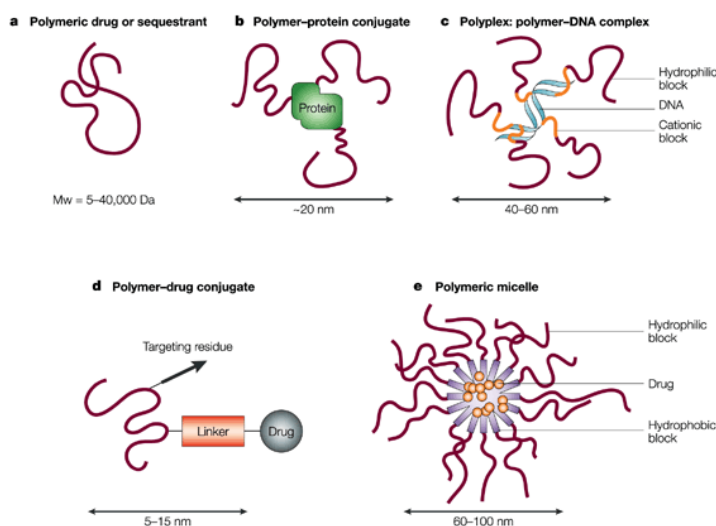 a Polymeric drug or sequestrant
b Polymer–protein conjugate
c Polyplex: polymer–DNA complex
Protein
Hydrophilic
block
DNA
Cationic
block
Mw = 5–40,000 Da
~20 nm
40–60 nm
d Polymer–drug conjugate
e Polymeric micelle
Targeting residue
Linker
Drug
Hydrophilic
block
Drug
Hydrophobic
block
5–15 nm
60–100 nm